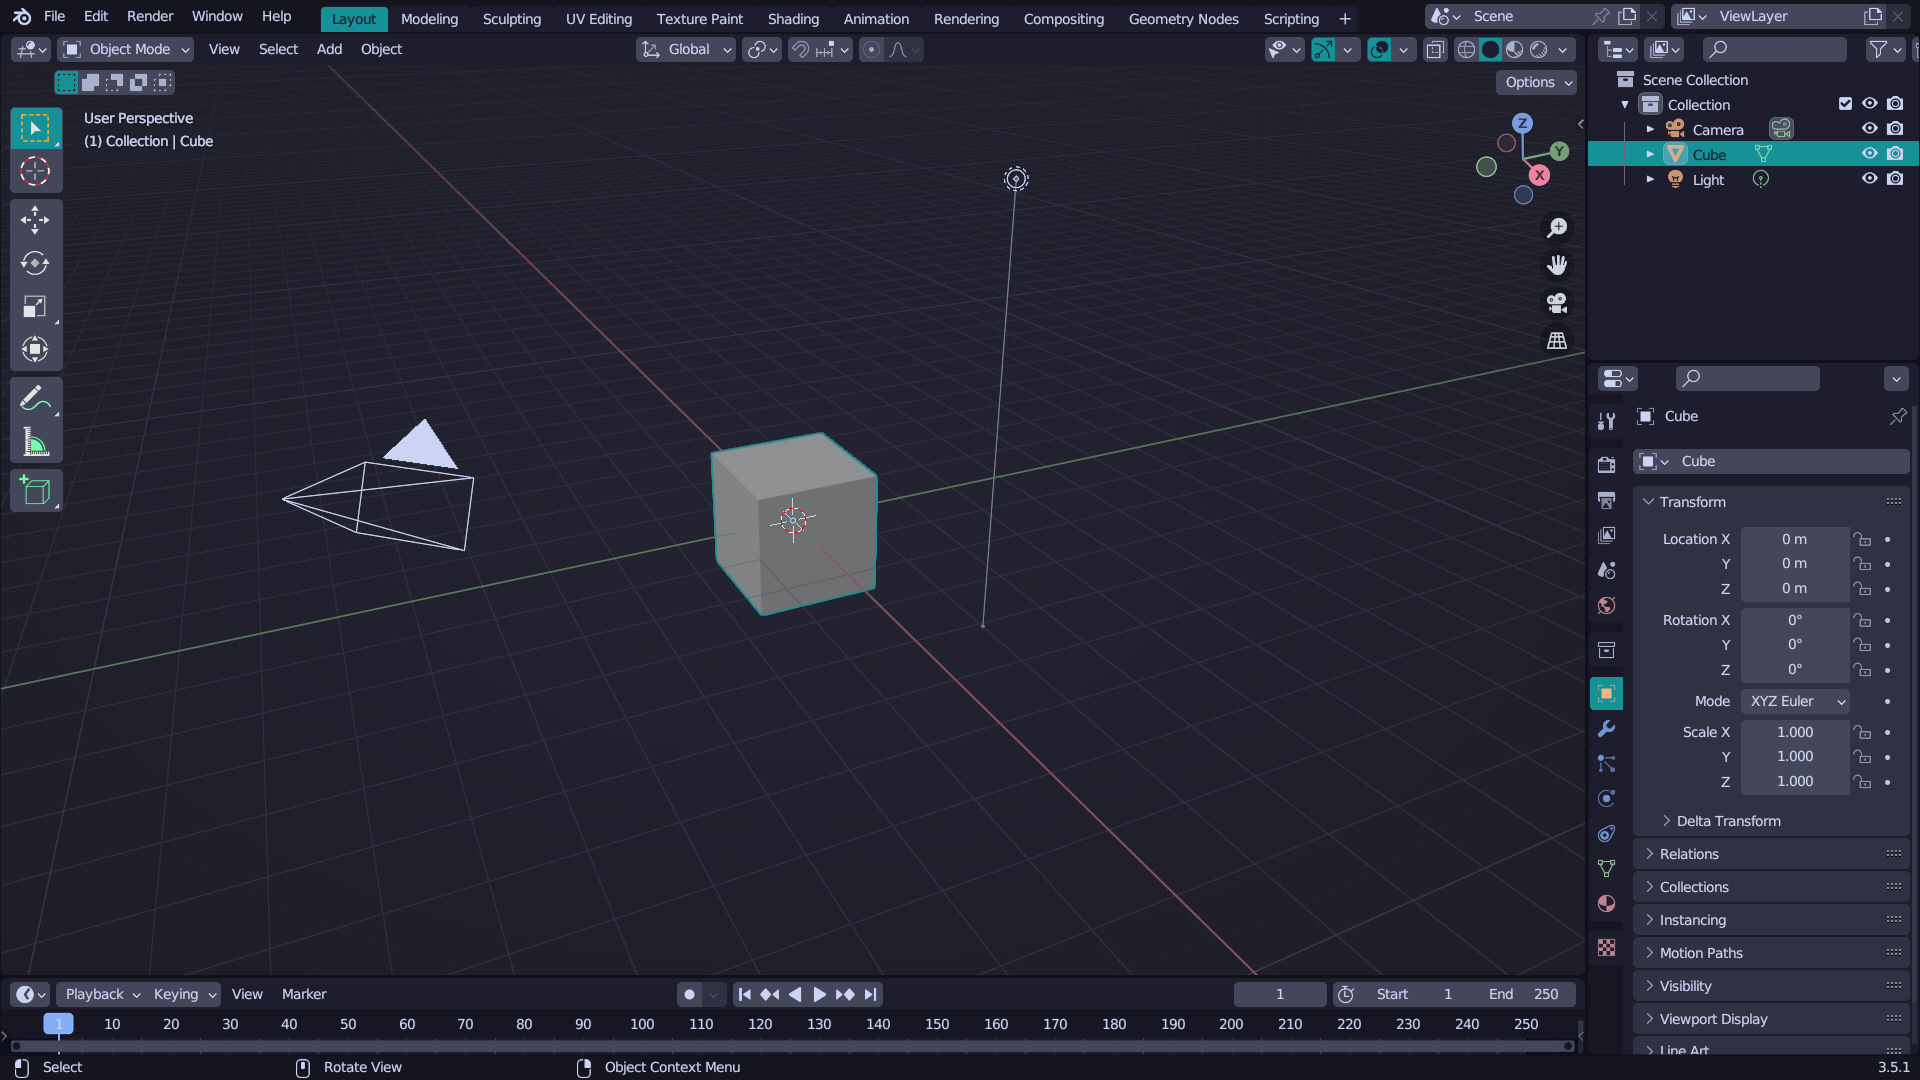 File Edit Render Window Help Layout Modeling Sculpting UV Editing Texture Paint Shading Animation Rendering Compositing Geometry Nodes Scripting + Scene ViewLayer
Object Mode View Select Add Object Global
Options
User Perspective
(1) Collection | Cube
Z
Y
X
Scene Collection
Collection
Camera
Cube
Light
Cube
Cube
Transform
Location X 0 m
Y 0 m
Z 0 m
Rotation X 0°
Y 0°
Z 0°
Mode XYZ Euler
Scale X 1.000
Y 1.000
Z 1.000
Delta Transform
Relations
Collections
Instancing
Motion Paths
Visibility
Viewport Display
Line Art
Playback Keying View Marker 1 Start 1 End 250
1 10 20 30 40 50 60 70 80 90 100 110 120 130 140 150 160 170 180 190 200 210 220 230 240 250
Select Rotate View Object Context Menu 3.5.1